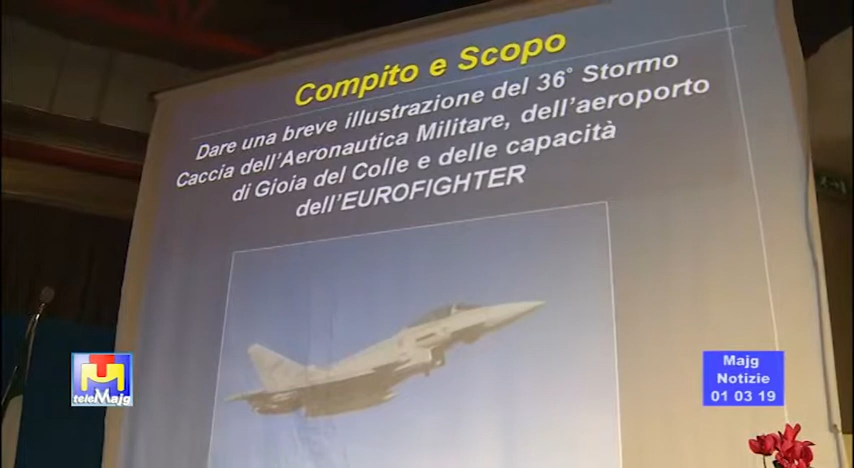 Compito e Scopo
Dare una breve illustrazione del 36° Stormo
Caccia dell'Aeronautica Militare, dell'aeroporto
di Gioia del Colle e delle capacità
dell'EUROFIGHTER
teleMajg
Majg
Notizie
01 03 19